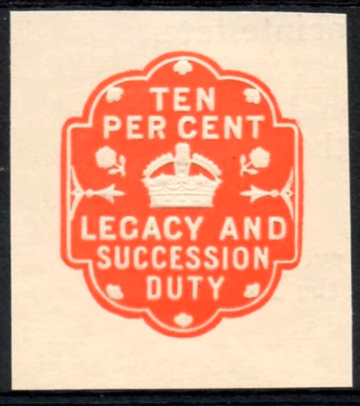 TEN
PER CENT
LEGACY AND
SUCCESSION
DUTY